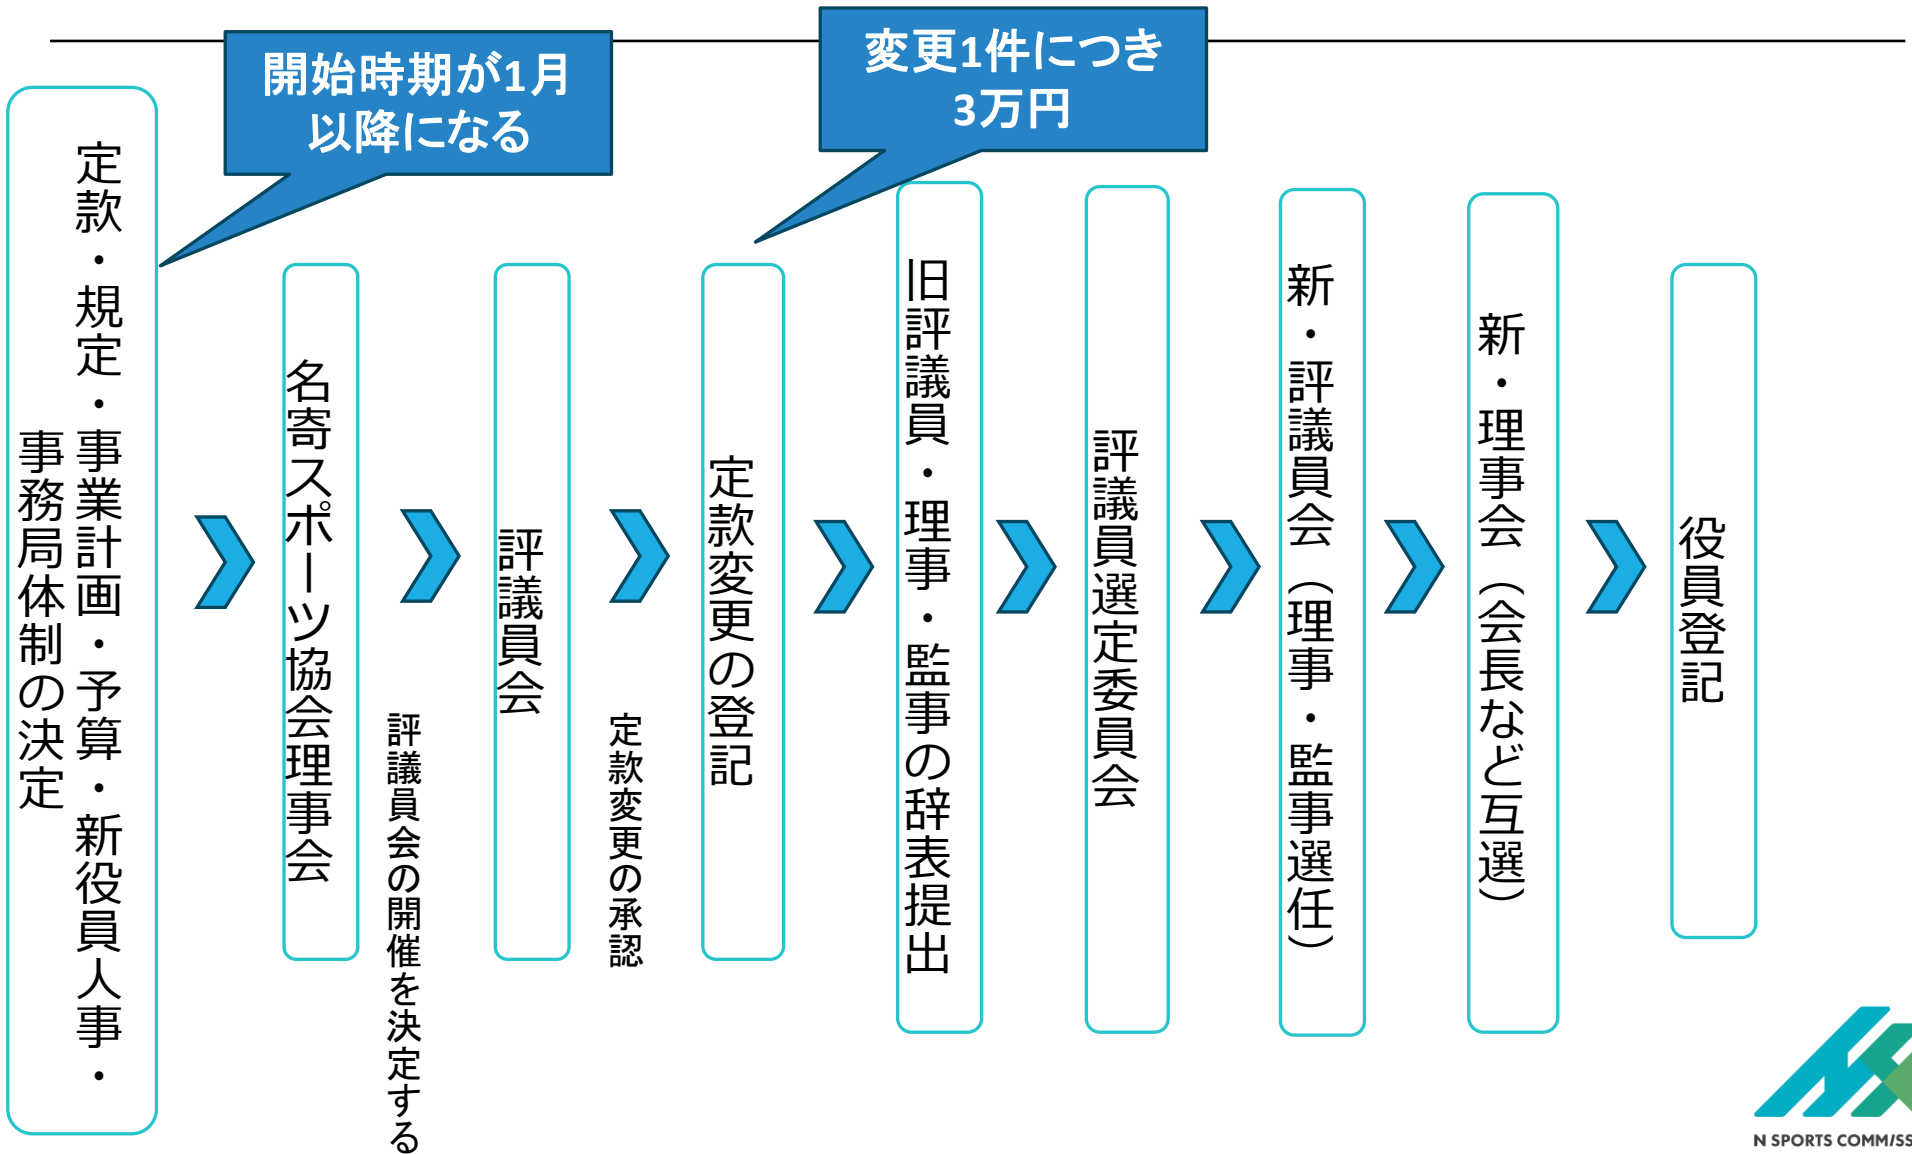 開始時期が1月
以降になる
変更1件につき
3万円
定款・規定・事業計画・予算・新役員人事・
事務局体制の決定
名寄スポーツ協会理事会
評議員会の開催を決定する
評議員会
定款変更の承認
定款変更の登記
旧評議員・理事・監事の辞表提出
評議員選定委員会
新・評議員会（理事・監事選任）
新・理事会（会長など互選）
役員登記
N SPORTS COMMISS